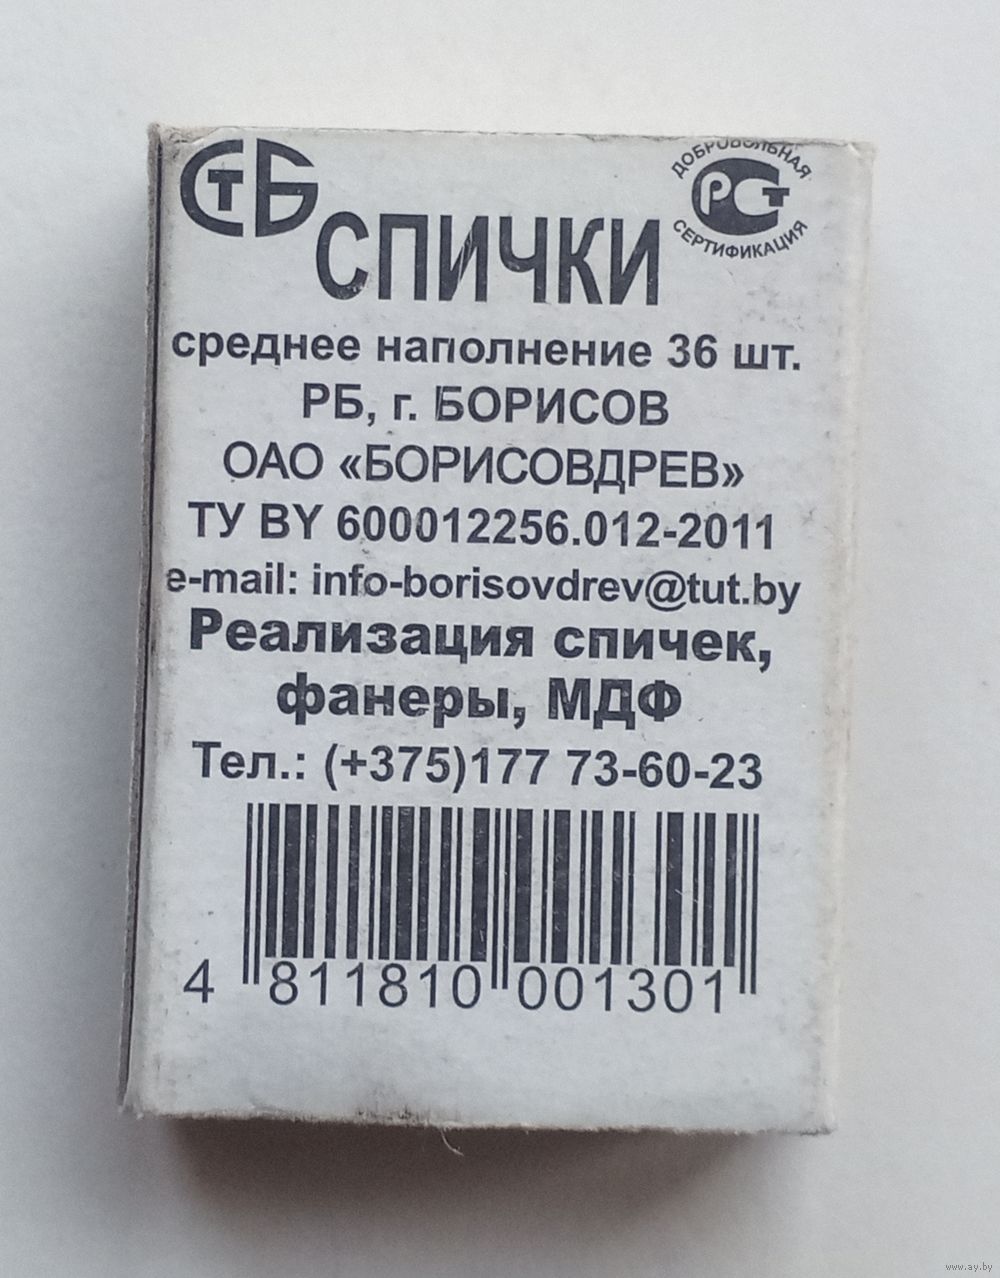 СТБ
ДОБРОВОЛЬНАЯ
РСТ
СЕРТИФИКАЦИЯ
СПИЧКИ
среднее наполнение 36 шт.
РБ, г. БОРИСОВ
ОАО «БОРИСОВДРЕВ»
ТУ BY 600012256.012-2011
e-mail: info-borisovdrev@tut.by
Реализация спичек,
фанеры, МДФ
Тел.: (+375)177 73-60-23
4 811810 001301
www.ay.by